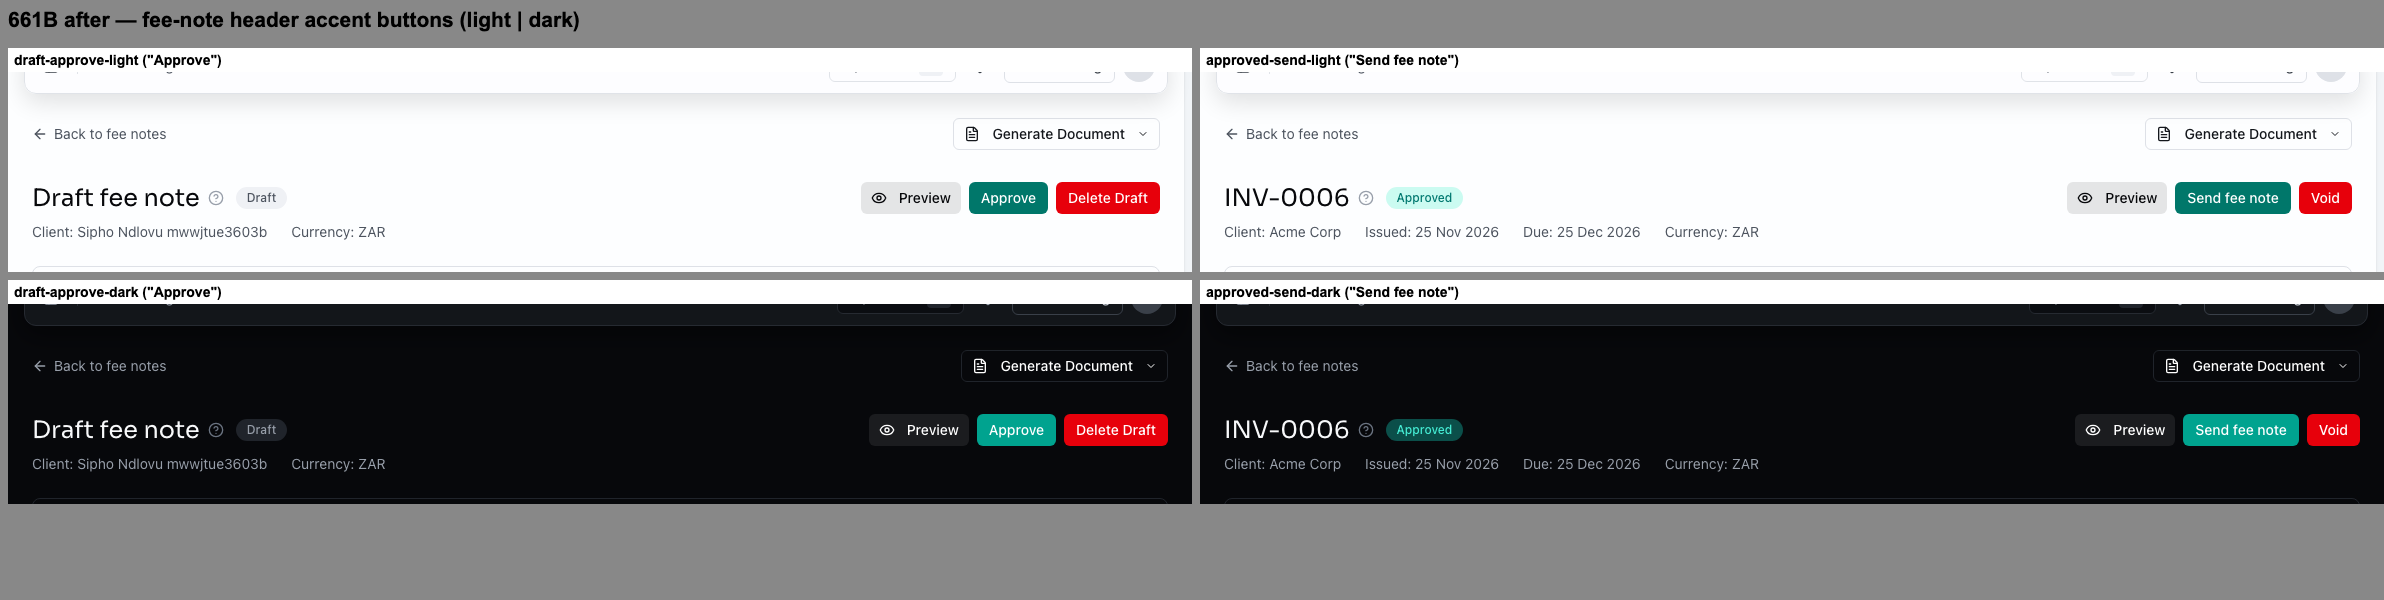 661B after — fee-note header accent buttons (light | dark)
draft-approve-light ("Approve")
Back to fee notes
Generate Document
Draft fee note
Draft
Preview
Approve
Delete Draft
Client: Sipho Ndlovu mwwjtue3603b
Currency: ZAR
approved-send-light ("Send fee note")
Back to fee notes
Generate Document
INV-0006
Approved
Preview
Send fee note
Void
Client: Acme Corp
Issued: 25 Nov 2026
Due: 25 Dec 2026
Currency: ZAR
draft-approve-dark ("Approve")
Back to fee notes
Generate Document
Draft fee note
Draft
Preview
Approve
Delete Draft
Client: Sipho Ndlovu mwwjtue3603b
Currency: ZAR
approved-send-dark ("Send fee note")
Back to fee notes
Generate Document
INV-0006
Approved
Preview
Send fee note
Void
Client: Acme Corp
Issued: 25 Nov 2026
Due: 25 Dec 2026
Currency: ZAR